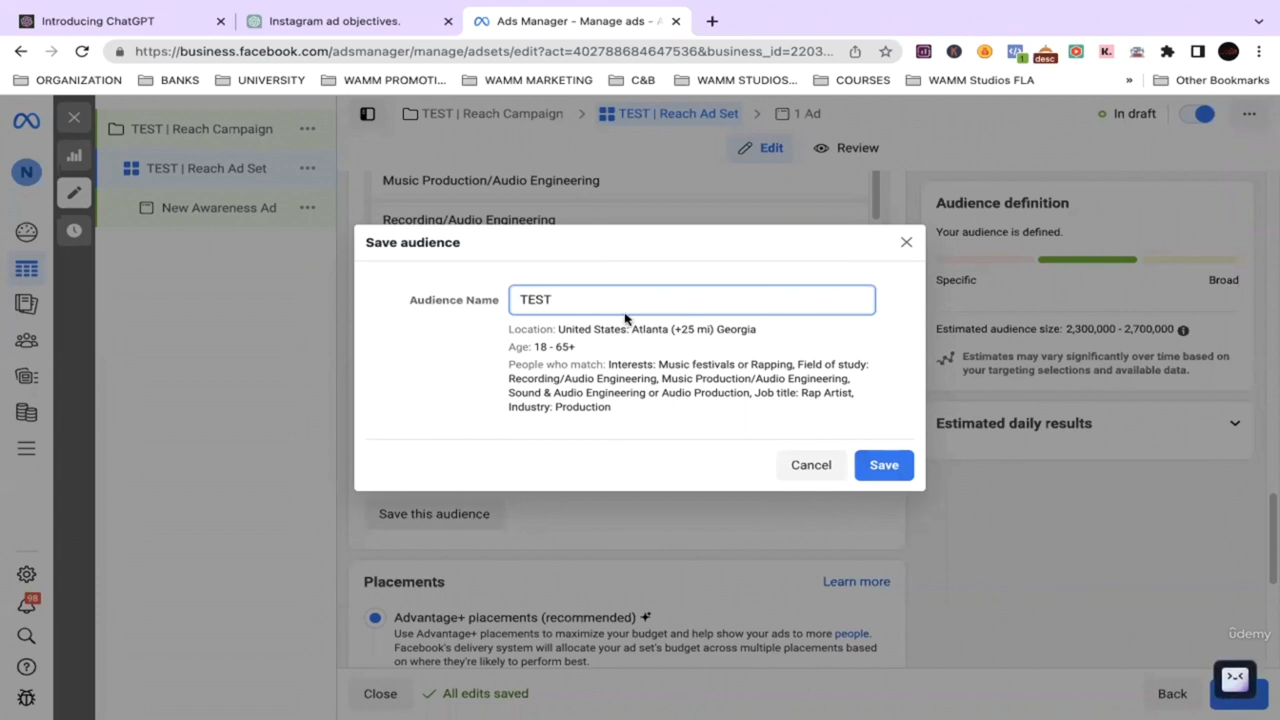 Introducing ChatGPT
Instagram ad objectives.
Ads Manager - Manage ads - A
https://business.facebook.com/adsmanager/manage/adsets/edit?act=402788684647536&business_id=2203...
desc
ORGANIZATION
BANKS
UNIVERSITY
WAMM PROMOTI...
WAMM MARKETING
C&B
WAMM STUDIOS...
COURSES
WAMM Studios FLA
»
Other Bookmarks
TEST | Reach Campaign
TEST | Reach Ad Set
1 Ad
In draft
TEST | Reach Campaign
Edit
Review
N
TEST | Reach Ad Set
New Awareness Ad
Music Production/Audio Engineering
Recording/Audio Engineering
Save audience
Audience Name
TEST
Location: United States: Atlanta (+25 mi) Georgia
Age: 18 - 65+
People who match: Interests: Music festivals or Rapping, Field of study:
Recording/Audio Engineering, Music Production/Audio Engineering,
Sound & Audio Engineering or Audio Production, Job title: Rap Artist,
Industry: Production
Cancel
Save
Audience definition
Your audience is defined.
Specific
Broad
Estimated audience size: 2,300,000 - 2,700,000
Estimates may vary significantly over time based on
your targeting selections and available data.
Estimated daily results
Save this audience
Placements
Learn more
Advantage+ placements (recommended)
Use Advantage+ placements to maximize your budget and help show your ads to more people.
Facebook's delivery system will allocate your ad set's budget across multiple placements based
on where they're likely to perform best.
98
Close
All edits saved
Back
udemy